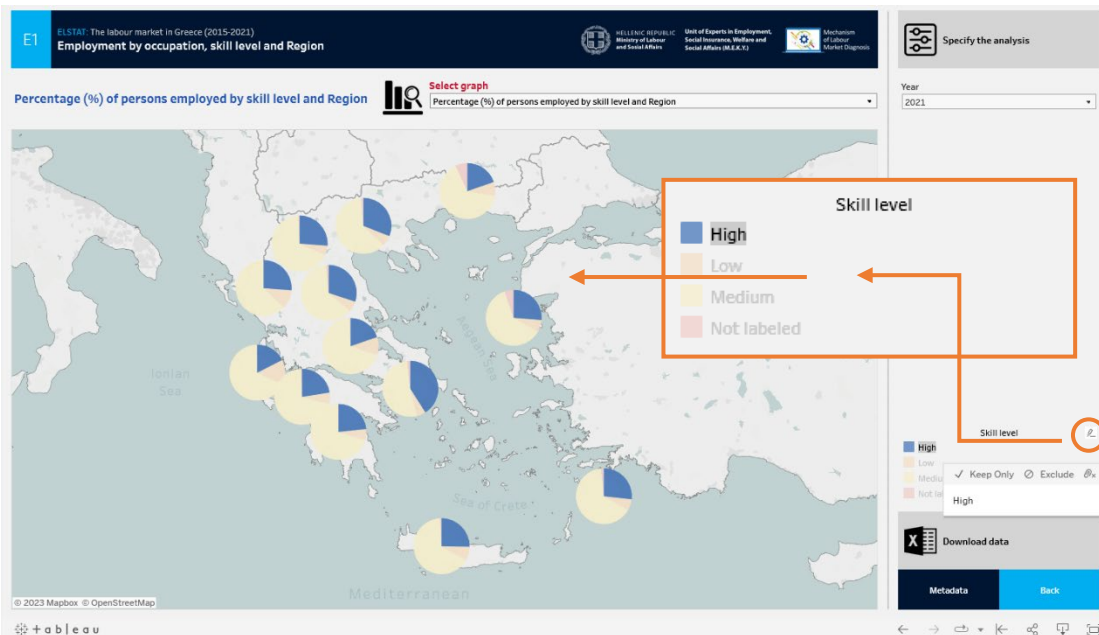 E1
ELSTAT: The labour market in Greece (2015-2021)
Employment by occupation, skill level and Region
HELLENIC REPUBLIC
Ministry of Labour
and Social Affairs
Unit of Experts in Employment,
Social Insurance, Welfare and
Social Affairs (M.E.K.Y.)
Mechanism
of Labour
Market Diagnosis
Specify the analysis
Percentage (%) of persons employed by skill level and Region
Select graph
Percentage (%) of persons employed by skill level and Region
Year
2021
Skill level
High
Low
Medium
Not labeled
Ionian
Sea
Aegean Sea
Sea of Crete
Mediterranean
© 2023 Mapbox © OpenStreetMap
Skill level
High
Low
Mediu
Not la
Keep Only
Exclude
High
Download data
Metadata
Back
+ableau